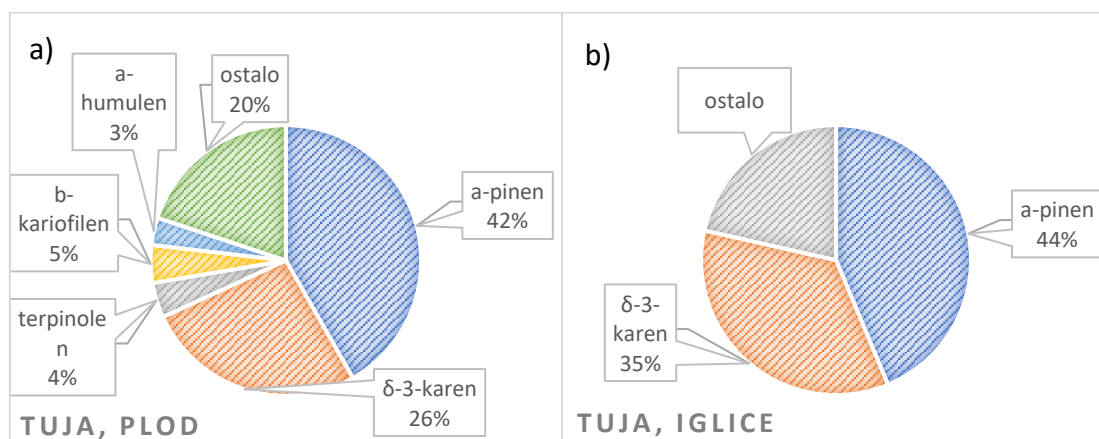 a)
a-
humulen
3%
ostalo
20%
b-
kariofilen
5%
terpinole
n
4%
a-pinen
42%
δ-3-karen
26%
TUJA, PLOD
b)
ostalo
a-pinen
44%
δ-3-
karen
35%
TUJA, IGLICE